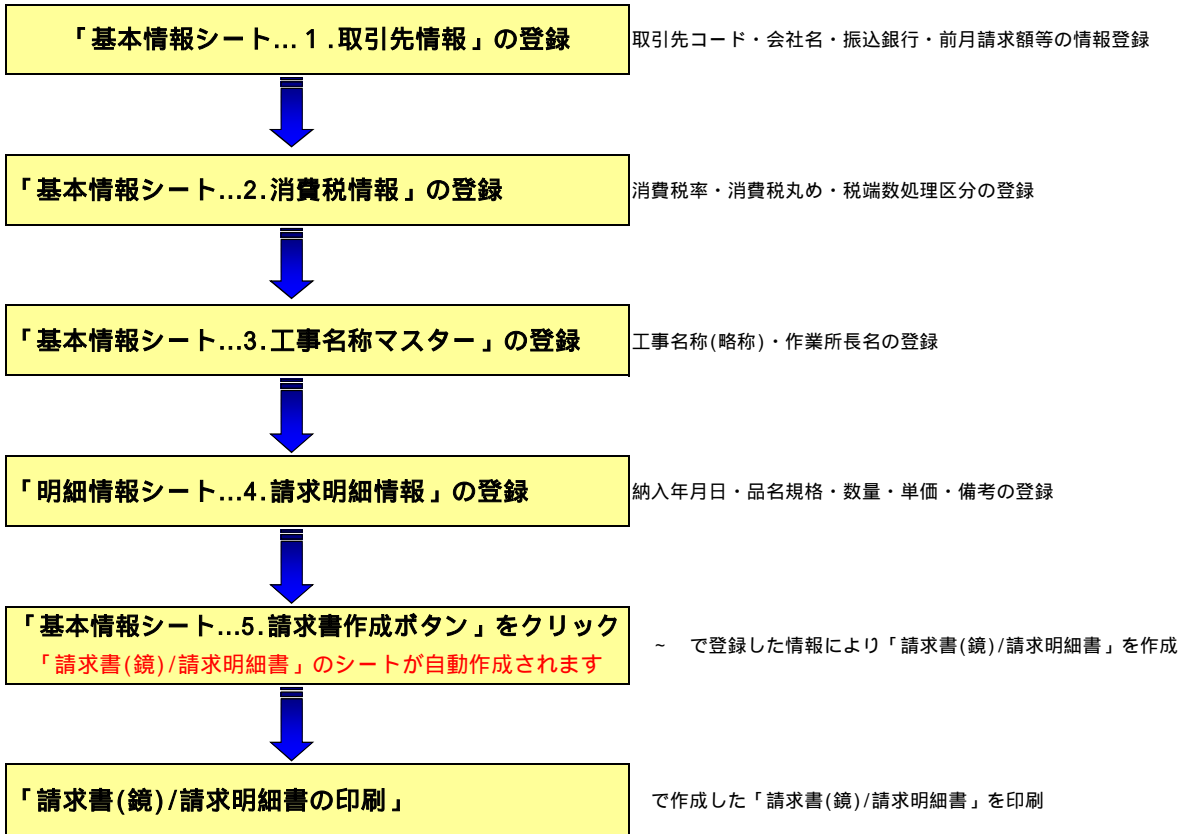 「基本情報シート...１.取引先情報」の登録
取引先コード・会社名・振込銀行・前月請求額等の情報登録
「基本情報シート...2.消費税情報」の登録
消費税率・消費税丸め・税端数処理区分の登録
「基本情報シート...3.工事名称マスター」の登録
工事名称(略称)・作業所長名の登録
「明細情報シート...4.請求明細情報」の登録
納入年月日・品名規格・数量・単価・備考の登録
「基本情報シート...5.請求書作成ボタン」をクリック
「請求書(鏡)/請求明細書」のシートが自動作成されます
~　で登録した情報により「請求書(鏡)/請求明細書」を作成
「請求書(鏡)/請求明細書の印刷」
で作成した「請求書(鏡)/請求明細書」を印刷